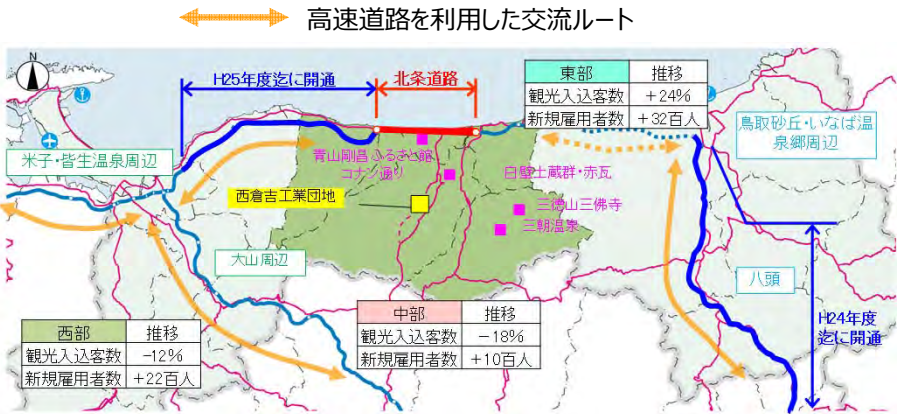 高速道路を利用した交流ルート
N
H25年度迄に開通
北条道路
東部 推移
観光入込客数 +24%
新規雇用者数 +32百人
鳥取砂丘・いなば温
泉郷周辺
米子・皆生温泉周辺
青山剛昌ふるさと館
コナン通り
白壁土蔵群・赤瓦
西倉吉工業団地
三徳山三佛寺
三朝温泉
大山周辺
八頭
H24年度
迄に開通
西部 推移
観光入込客数 -12%
新規雇用者数 +22百人
中部 推移
観光入込客数 -18%
新規雇用者数 +10百人